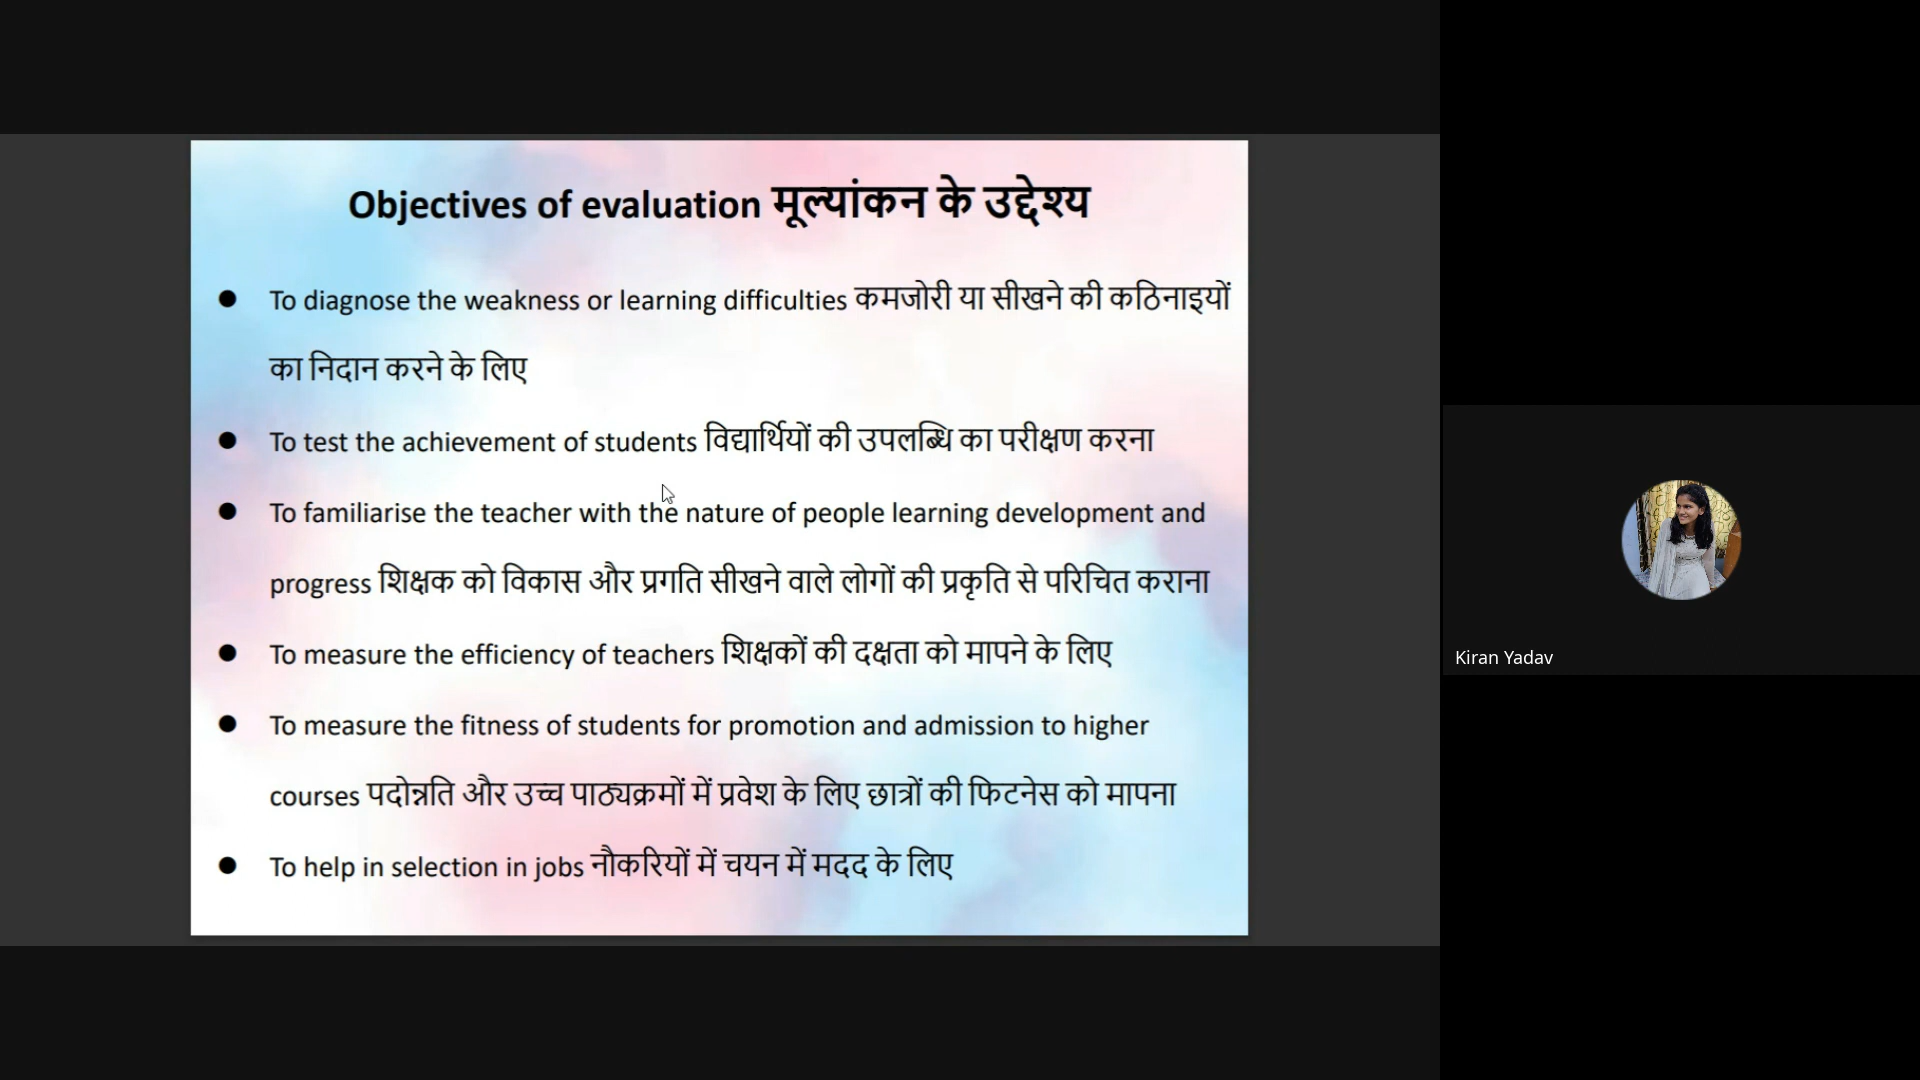 Objectives of evaluation मूल्यांकन के उद्देश्य
● To diagnose the weakness or learning difficulties कमजोरी या सीखने की कठिनाइयों
का निदान करने के लिए
● To test the achievement of students विद्यार्थियों की उपलब्धि का परीक्षण करना
● To familiarise the teacher with the nature of people learning development and
progress शिक्षक को विकास और प्रगति सीखने वाले लोगों की प्रकृति से परिचित कराना
● To measure the efficiency of teachers शिक्षकों की दक्षता को मापने के लिए
● To measure the fitness of students for promotion and admission to higher
courses पदोन्नति और उच्च पाठ्यक्रमों में प्रवेश के लिए छात्रों की फिटनेस को मापना
● To help in selection in jobs नौकरियों में चयन में मदद के लिए
Kiran Yadav